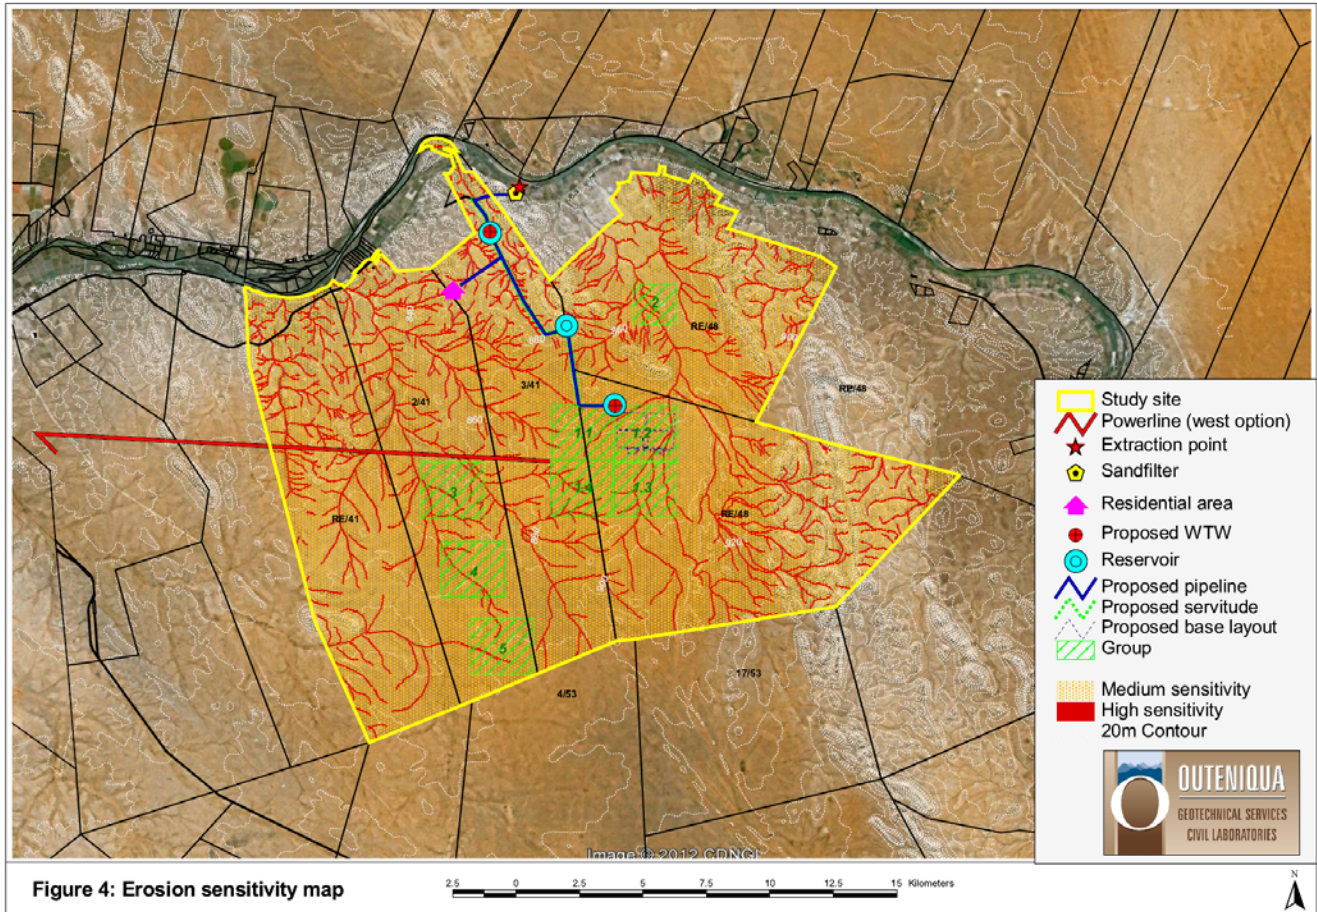 2
RE/48
RE/48
880
860
3/41
2/41
860
1.1
1.2
1.4
1.3
3
RE/41
RE/48
920
4
5
4/53
17/53
Study site
Powerline (west option)
Extraction point
Sandfilter
Residential area
Proposed WTW
Reservoir
Proposed pipeline
Proposed servitude
Proposed base layout
Group
Medium sensitivity
High sensitivity
20m Contour
OUTENIQUA
GEOTECHNICAL SERVICES
CIVIL LABORATORIES
Image © 2012 CDNGI
Figure 4: Erosion sensitivity map
2.5 0 2.5 5 7.5 10 12.5 15 Kilometers
N